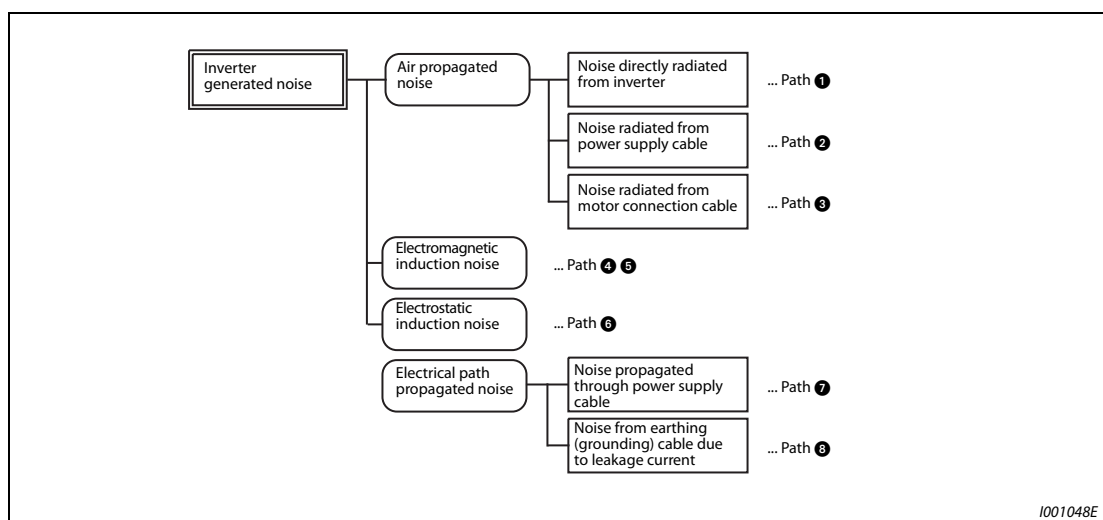 Inverter
generated noise
Air propagated
noise
Noise directly radiated
from inverter
... Path ❶
Noise radiated from
power supply cable
... Path ❷
Noise radiated from
motor connection cable
... Path ❸
Electromagnetic
induction noise
... Path ❹ ❺
Electrostatic
induction noise
... Path ❻
Electrical path
propagated noise
Noise propagated
through power supply
cable
... Path ❼
Noise from earthing
(grounding) cable due
to leakage current
... Path ❽
I001048E